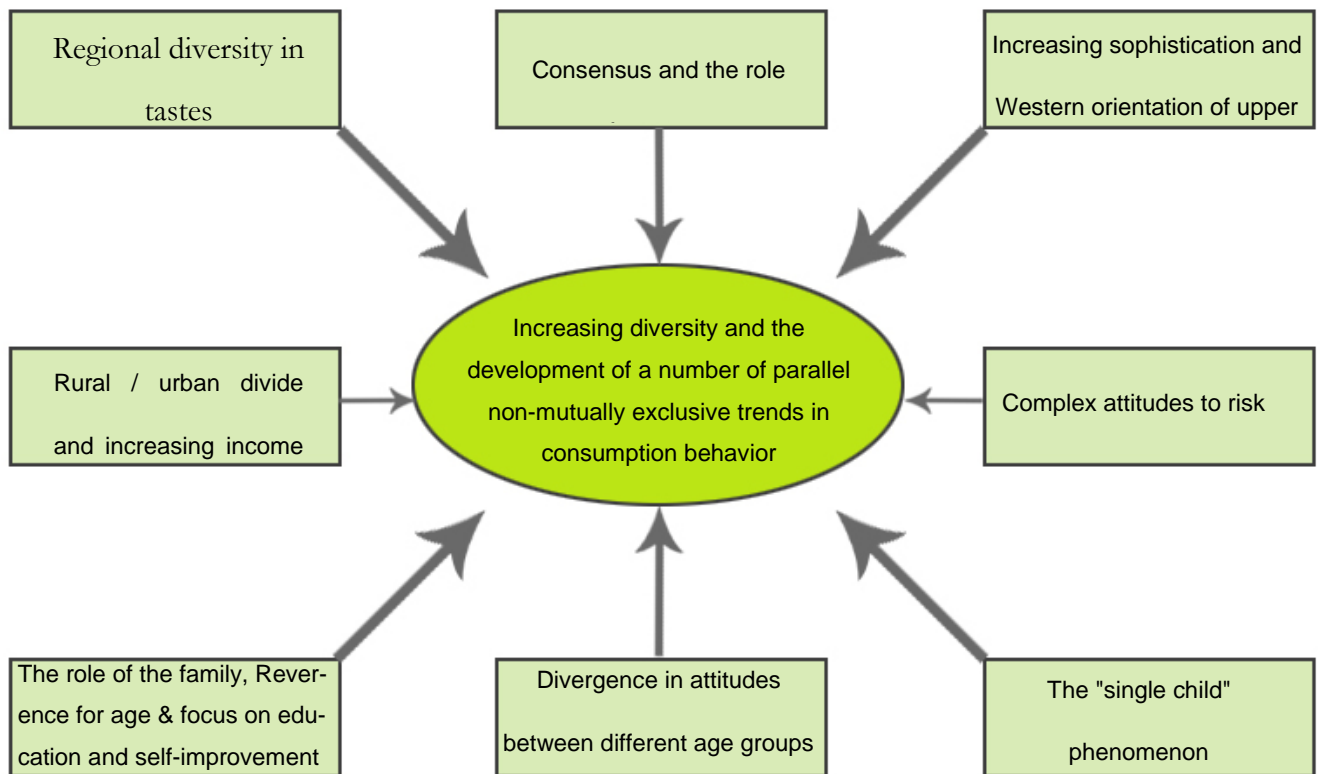 Regional diversity in
tastes
Consensus and the role
Increasing sophistication and
Western orientation of upper
Rural / urban divide
and increasing income
Increasing diversity and the
development of a number of parallel
non-mutually exclusive trends in
consumption behavior
Complex attitudes to risk
The role of the family, Rever-
ence for age & focus on edu-
cation and self-improvement
Divergence in attitudes
between different age groups
The "single child"
phenomenon